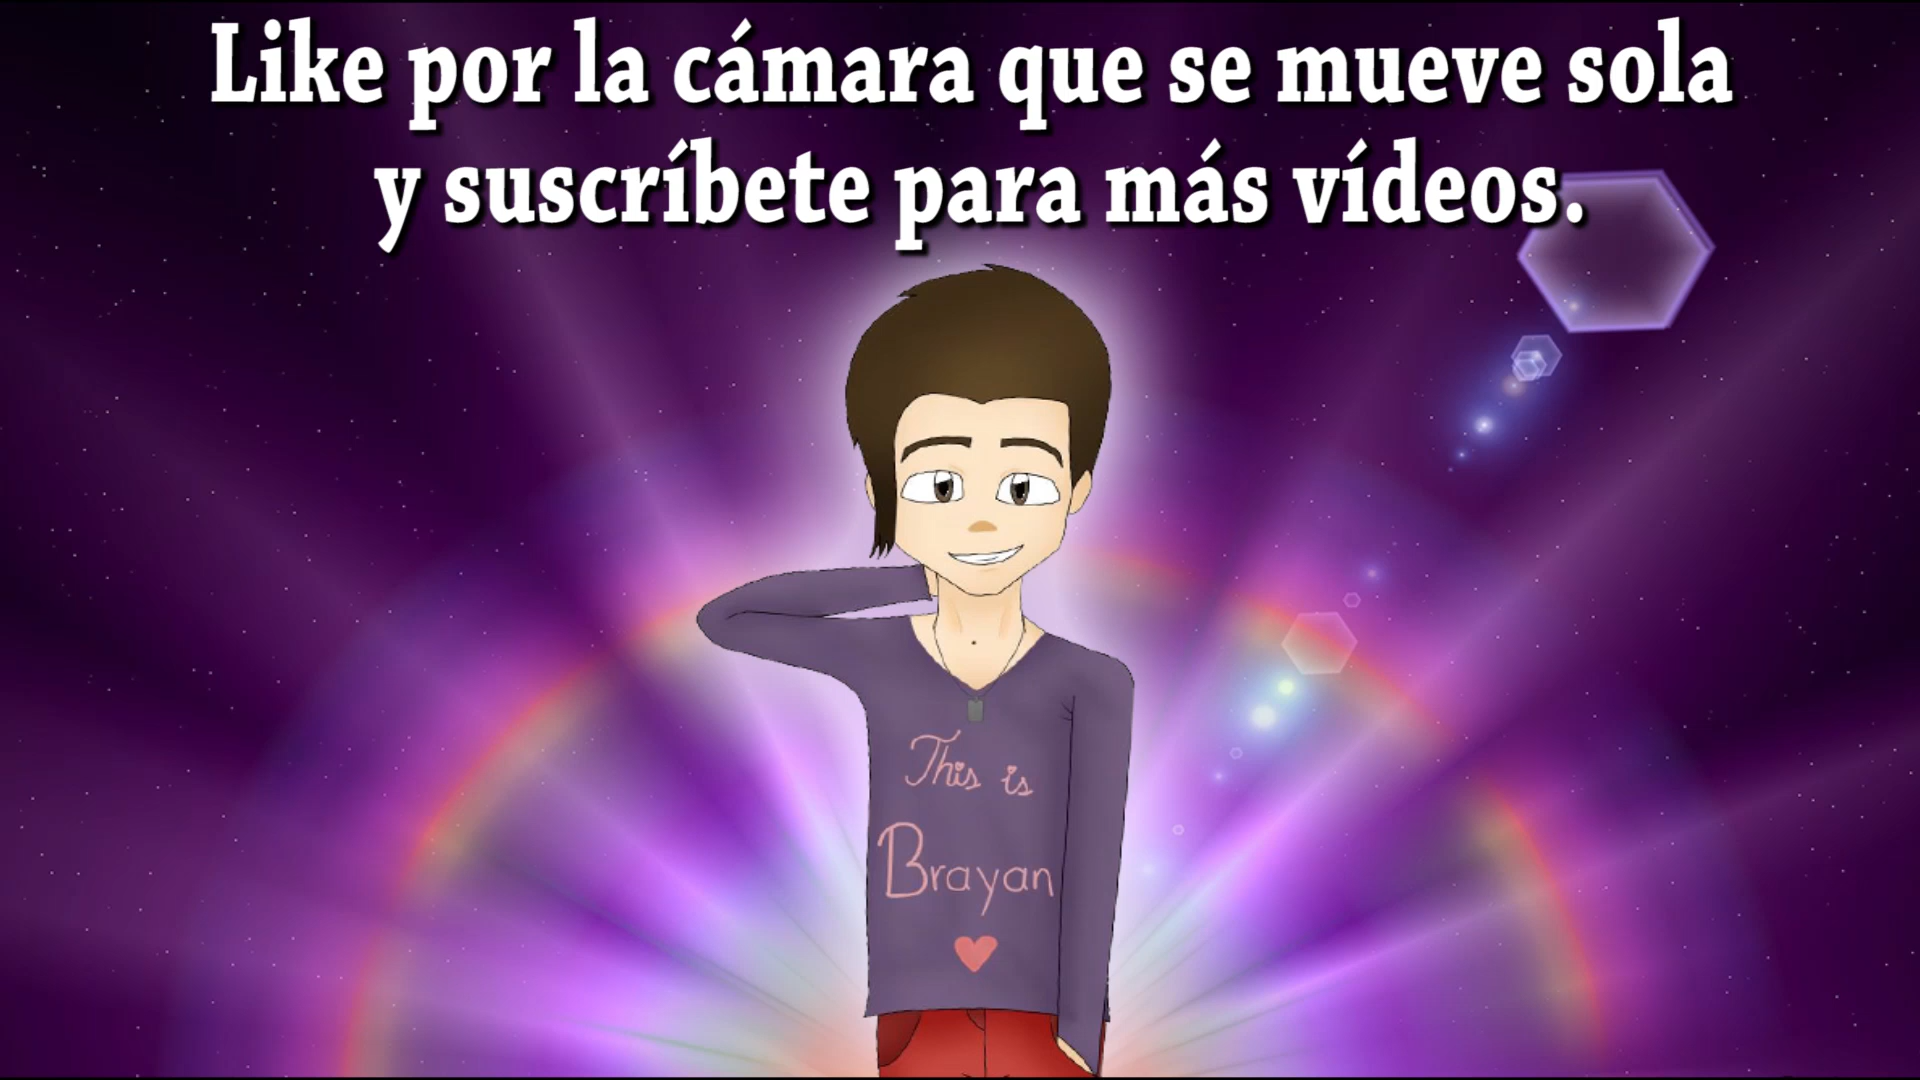 Like por la cámara que se mueve sola
y suscríbete para más vídeos.
This is
Brayan